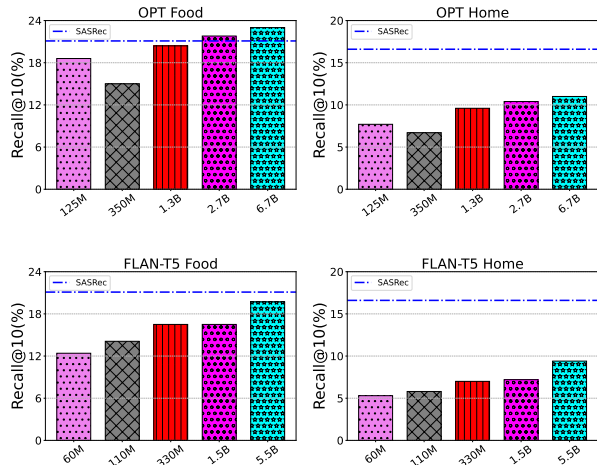 OPT Food
Recall@10(%)
24
18
12
6
0
SASRec
125M
350M
1.3B
2.7B
6.7B
OPT Home
Recall@10(%)
20
15
10
5
0
SASRec
125M
350M
1.3B
2.7B
6.7B
FLAN-T5 Food
Recall@10(%)
24
18
12
6
0
SASRec
60M
110M
330M
1.5B
5.5B
FLAN-T5 Home
Recall@10(%)
20
15
10
5
0
SASRec
60M
110M
330M
1.5B
5.5B